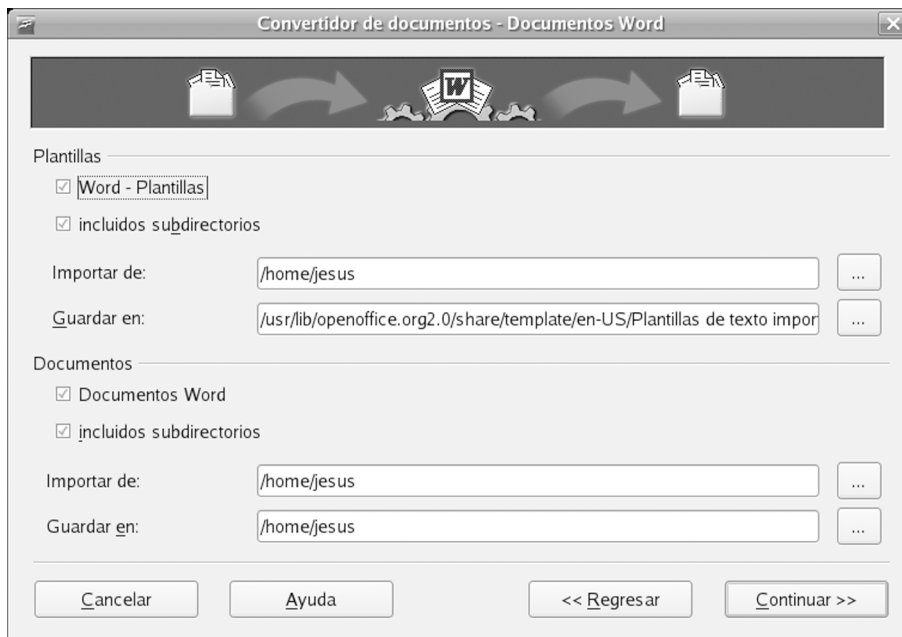 Convertidor de documentos - Documentos Word
W
Plantillas
Word - Plantillas
incluidos subdirectorios
Importar de: /home/jesus ...
Guardar en: /usr/lib/openoffice.org2.0/share/template/en-US/Plantillas de texto impor ...
Documentos
Documentos Word
incluidos subdirectorios
Importar de: /home/jesus ...
Guardar en: /home/jesus ...
Cancelar Ayuda << Regresar Continuar >>